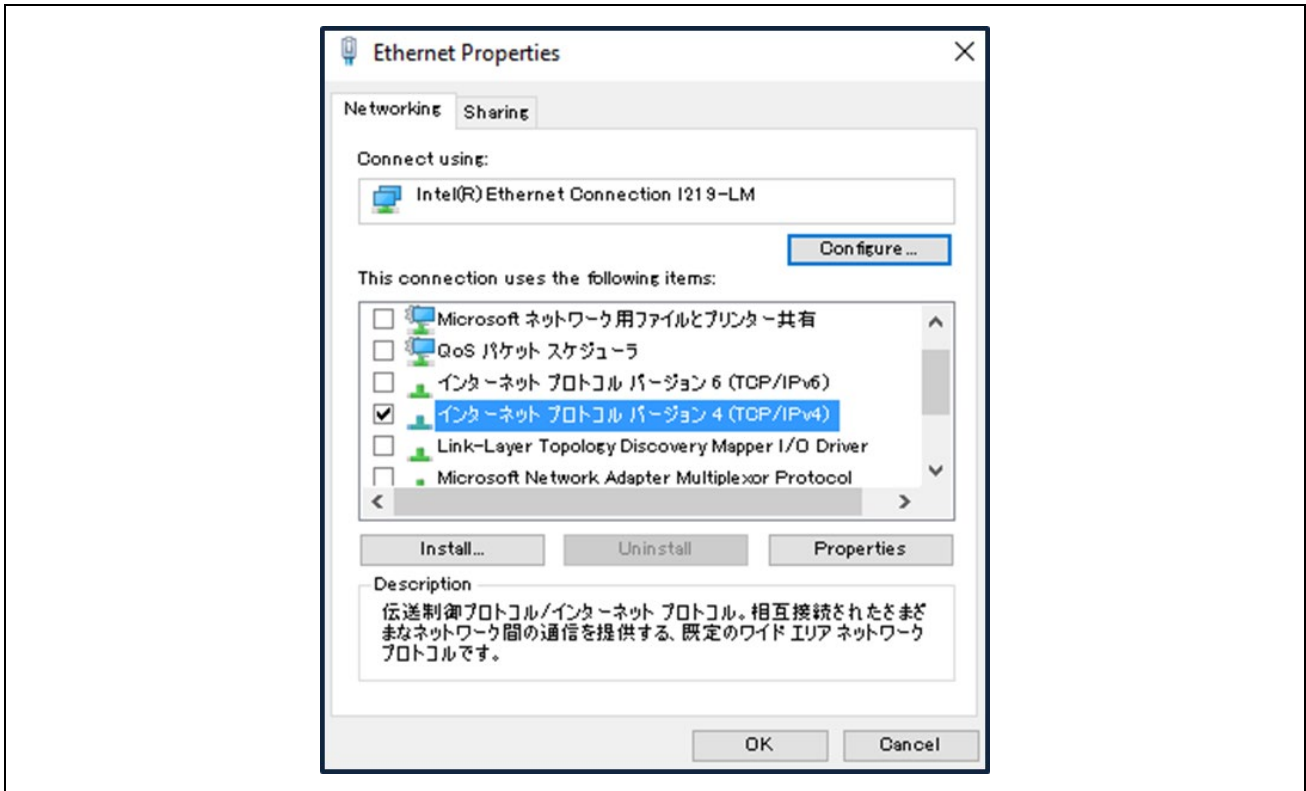 Ethernet Properties
Networking
Sharing
Connect using:
Intel(R) Ethernet Connection I219-LM
Configure...
This connection uses the following items:
Microsoft ネットワーク用ファイルとプリンター共有
QoS パケット スケジューラ
インターネット プロトコル バージョン 6 (TCP/IPv6)
インターネット プロトコル バージョン 4 (TCP/IPv4)
Link-Layer Topology Discovery Mapper I/O Driver
Microsoft Network Adapter Multiplexor Protocol
Install...
Uninstall
Properties
Description
伝送制御プロトコル/インターネット プロトコル。相互接続されたさまざ
まなネットワーク間の通信を提供する、既定のワイド エリア ネットワーク
プロトコルです。
OK
Cancel